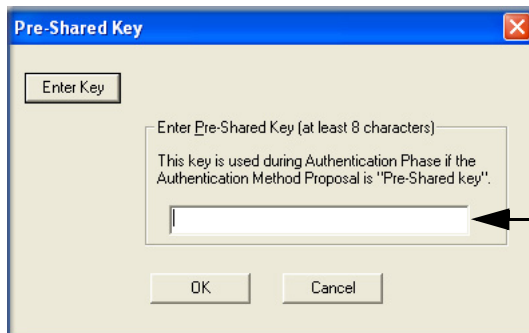 Pre-Shared Key
Enter Key
Enter Pre-Shared Key (at least 8 characters)
This key is used during Authentication Phase if the
Authentication Method Proposal is "Pre-Shared key".
OK
Cancel